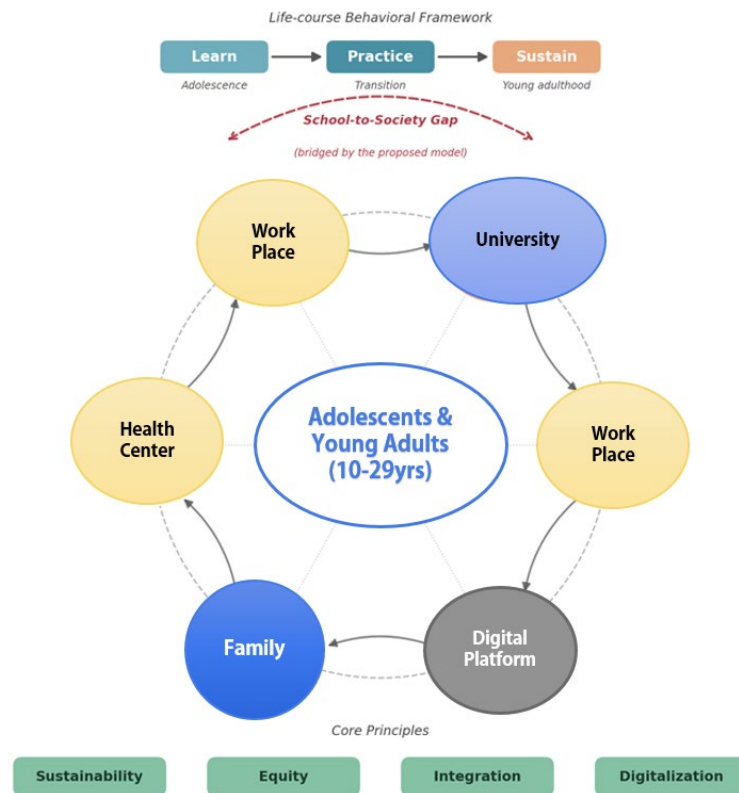 Life-course Behavioral Framework
Learn
Practice
Sustain
Adolescence
Transition
Young adulthood
School-to-Society Gap
(bridged by the proposed model)
Work
Place
University
Health
Center
Adolescents &
Young Adults
(10-29yrs)
Work
Place
Family
Digital
Platform
Core Principles
Sustainability
Equity
Integration
Digitalization